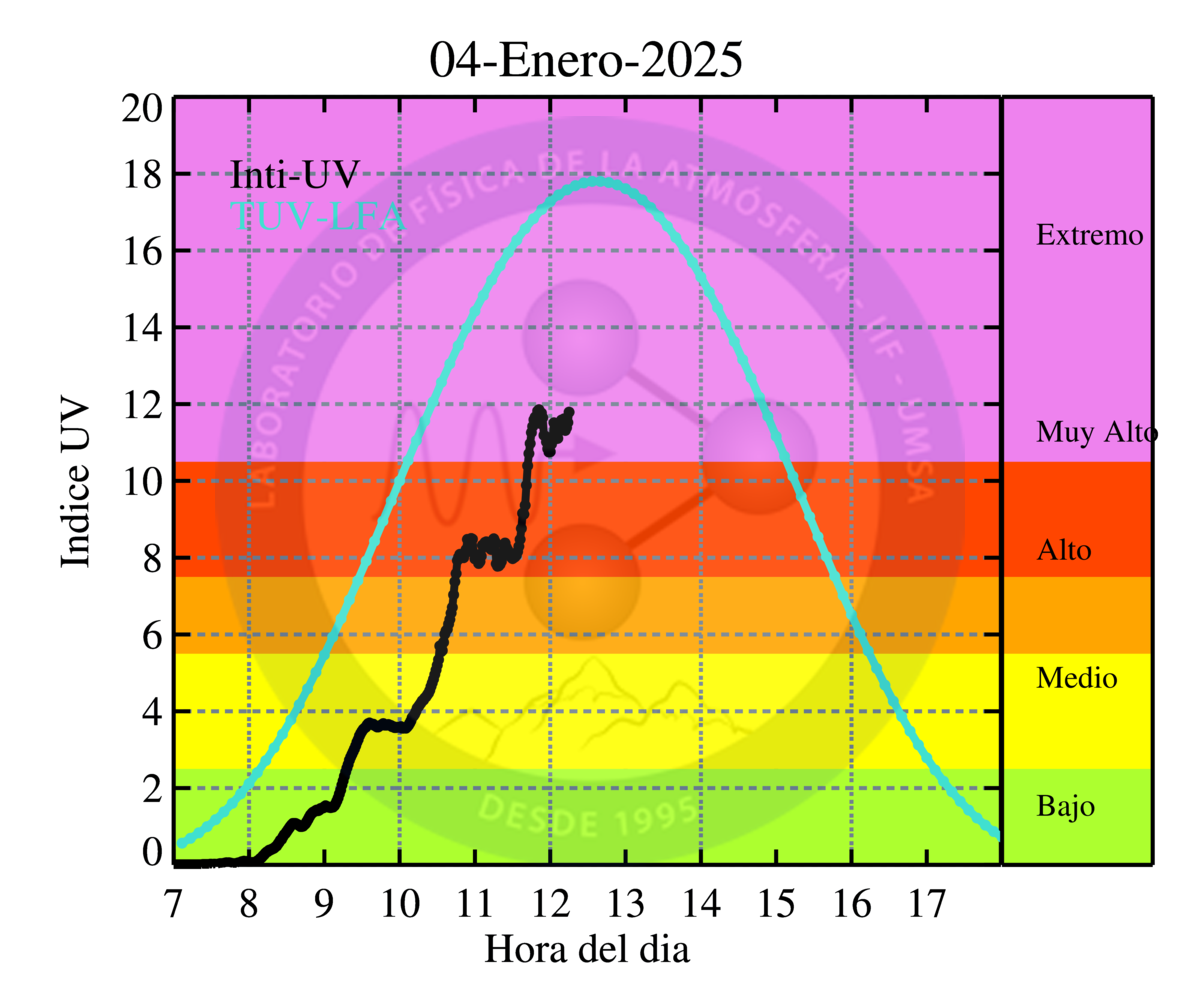 04-Enero-2025
Inti-UV
TUV-LFA
LABORATORIO DE FÍSICA DE LA ATMÓSFERA - IIF - UMSA
DESDE 1995
Indice UV
20
18
16
14
12
10
8
6
4
2
0
Extremo
Muy Alto
Alto
Medio
Bajo
7 8 9 10 11 12 13 14 15 16 17
Hora del dia